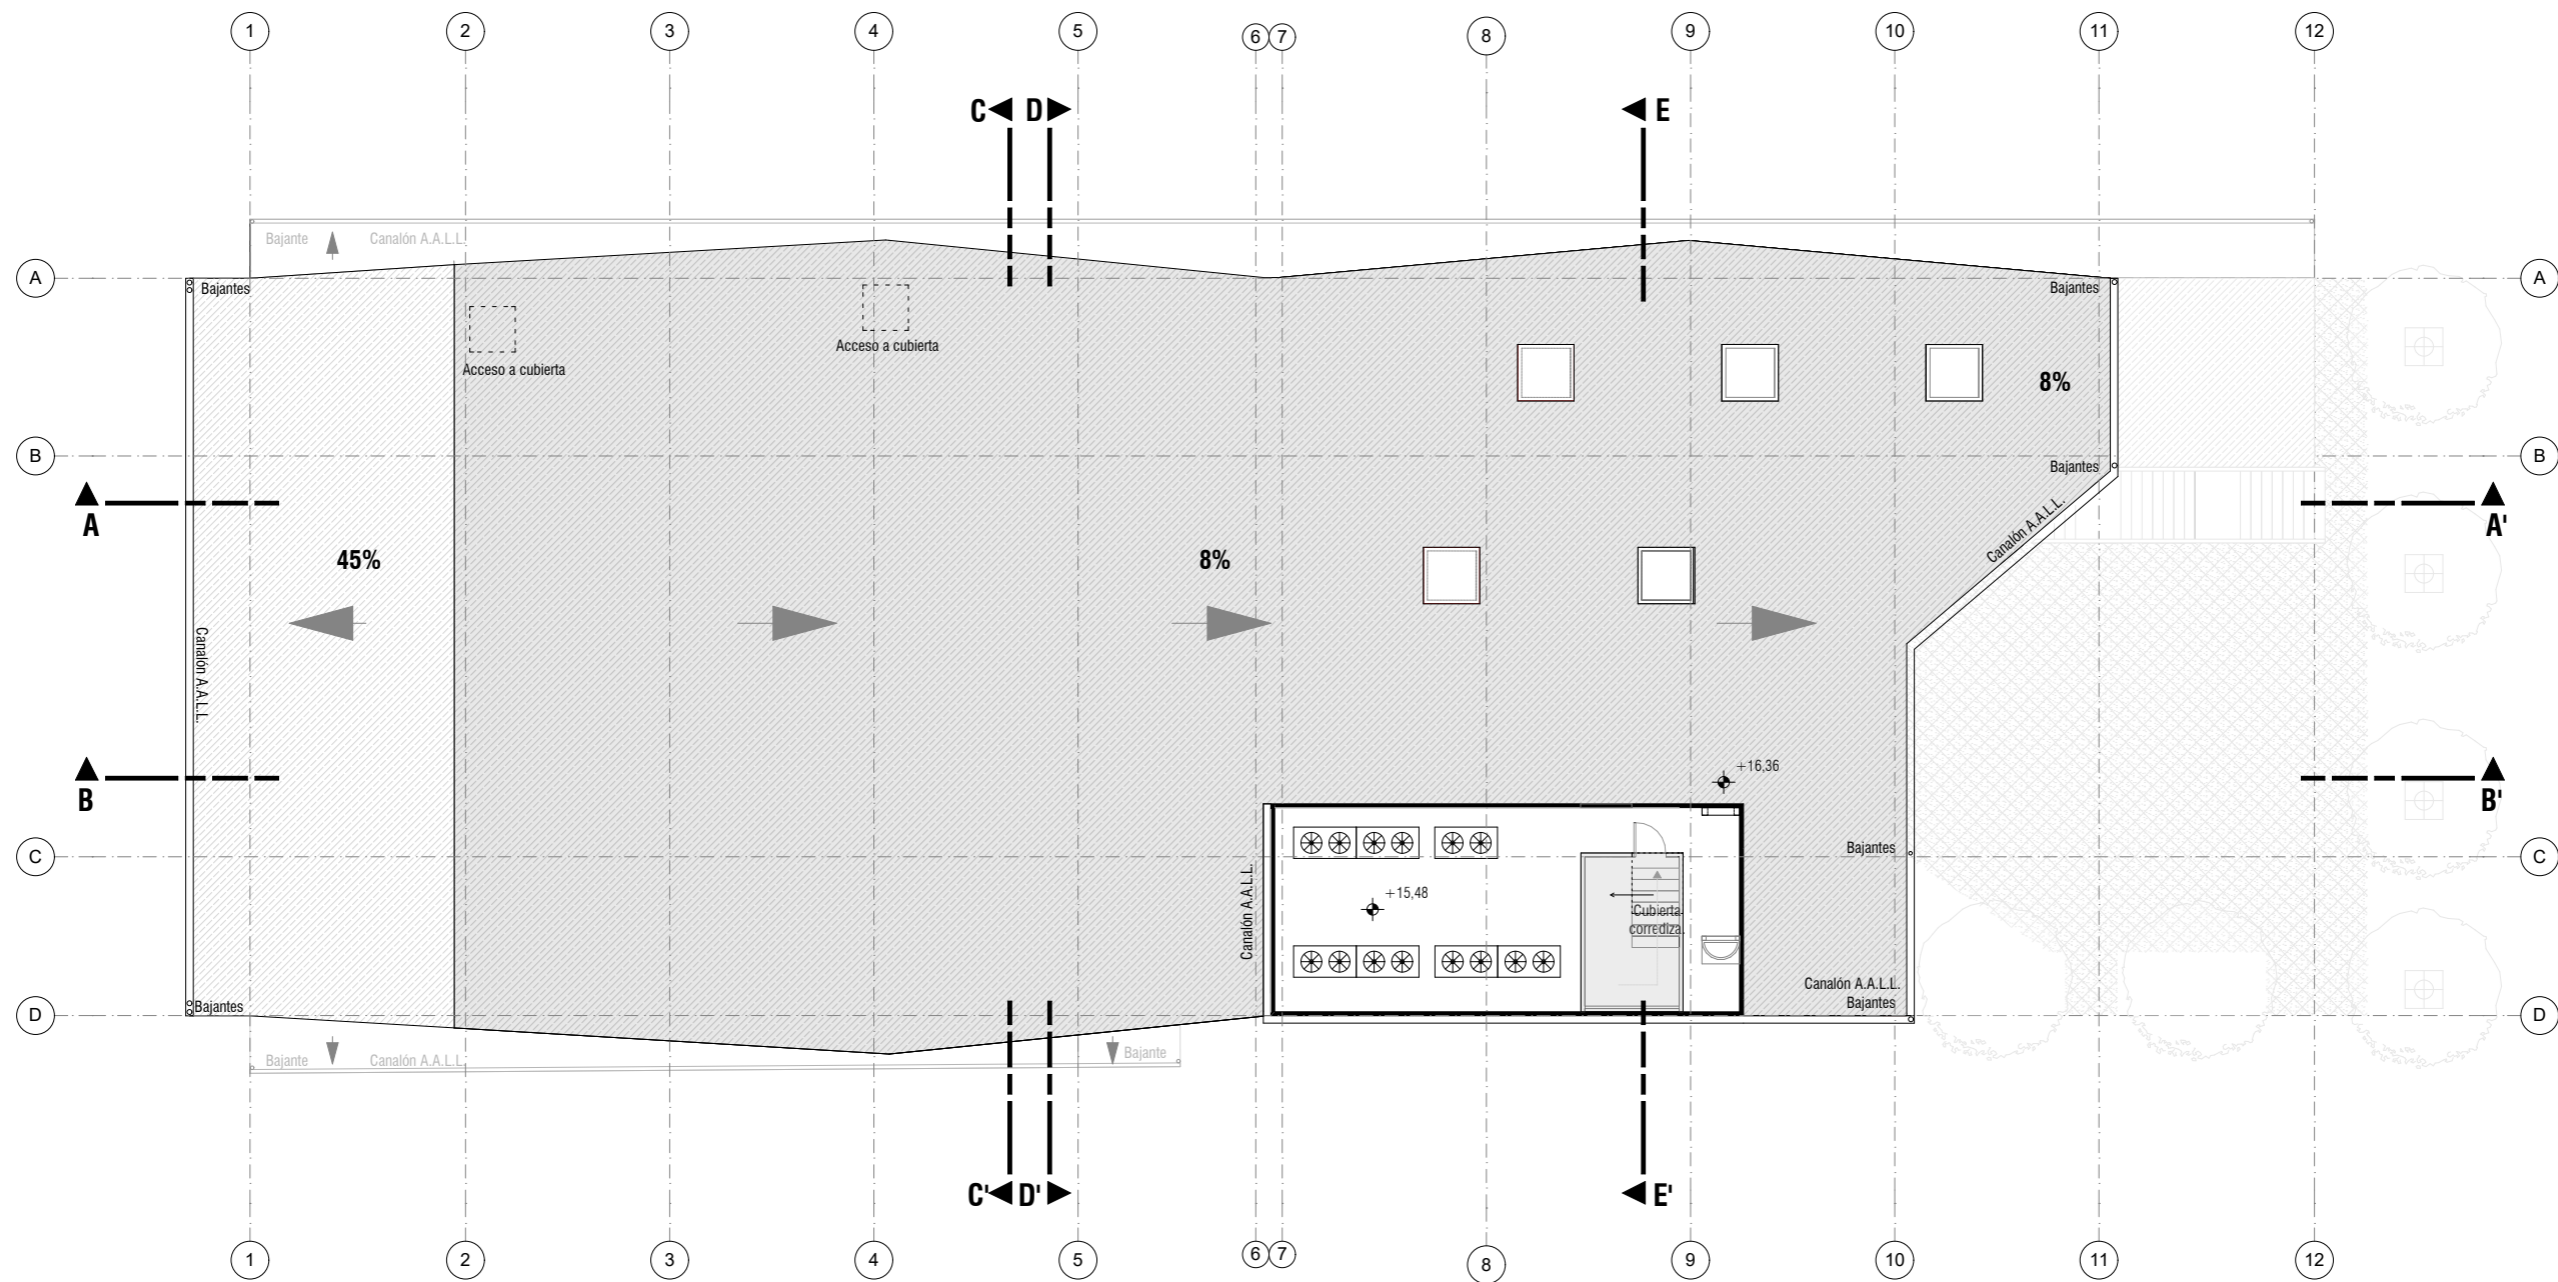 1 2 3 4 5 6 7 8 9 10 11 12
C D E
Bajante Canalón A.A.L.L.
A A
Bajantes Bajantes
Acceso a cubierta
Acceso a cubierta
8%
B B
Bajantes
A A'
Canalón A.A.L.L.
45% 8%
Canalón A.A.L.L.
+16,36
B B'
Bajantes
C C
Canalón A.A.L.L.
+15,48
Cubierta
corrediza.
Canalón A.A.L.L.
Bajantes Bajantes
D D
Bajante Canalón A.A.L.L. Bajante
C' D' E'
1 2 3 4 5 6 7 8 9 10 11 12